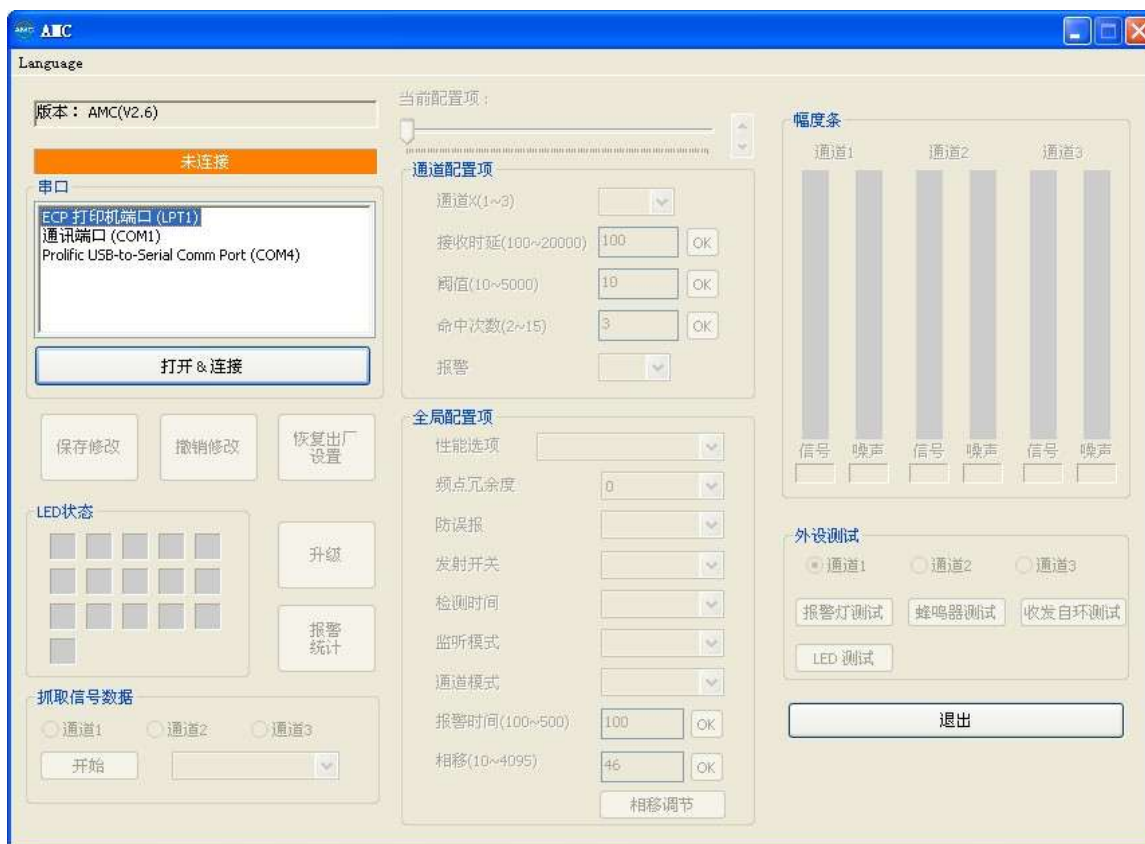 AMC
Language
版本： AMC(V2.6)
未连接
串口
ECP 打印机端口 (LPT1)
通讯端口 (COM1)
Prolific USB-to-Serial Comm Port (COM4)
打开＆连接
保存修改
撤销修改
恢复出厂
设置
LED状态
升级
报警
统计
抓取信号数据
通道1
通道2
通道3
开始
当前配置项：
通道配置项
通道X(1~3)
接收时延(100~20000)
100
OK
阈值(10~5000)
10
OK
命中次数(2~15)
3
OK
报警
全局配置项
性能选项
频点冗余度
0
防误报
发射开关
检测时间
监听模式
通道模式
报警时间(100~500)
100
OK
相移(10~4095)
46
OK
相移调节
幅度条
通道1
通道2
通道3
信号
噪声
信号
噪声
信号
噪声
外设测试
通道1
通道2
通道3
报警灯测试
蜂鸣器测试
收发自环测试
LED 测试
退出